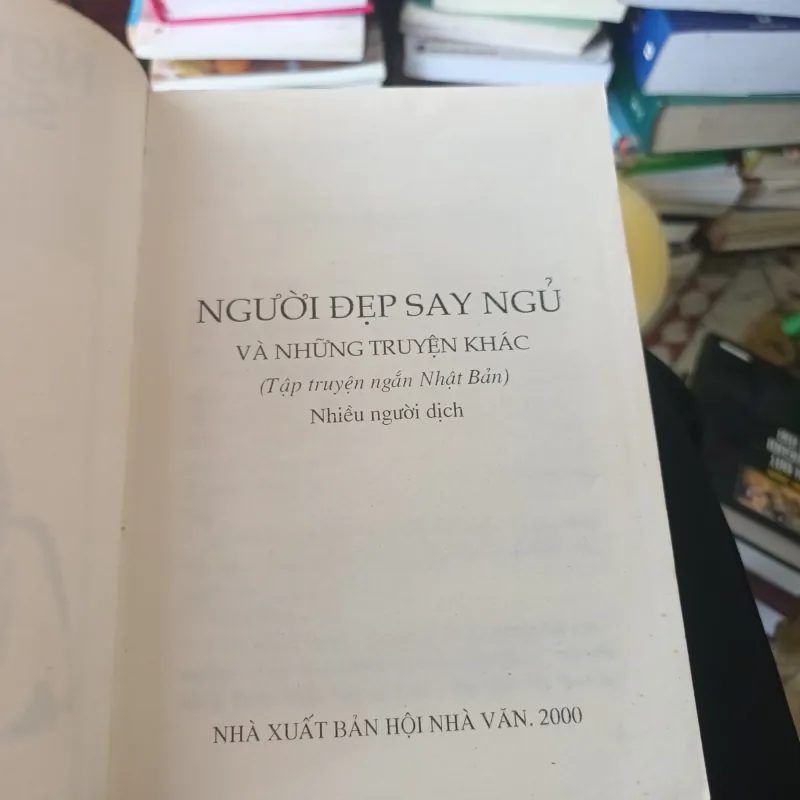 NGƯỜI ĐẸP SAY NGỦ
VÀ NHỮNG TRUYỆN KHÁC
(Tập truyện ngắn Nhật Bản)
Nhiều người dịch
NHÀ XUẤT BẢN HỘI NHÀ VĂN. 2000